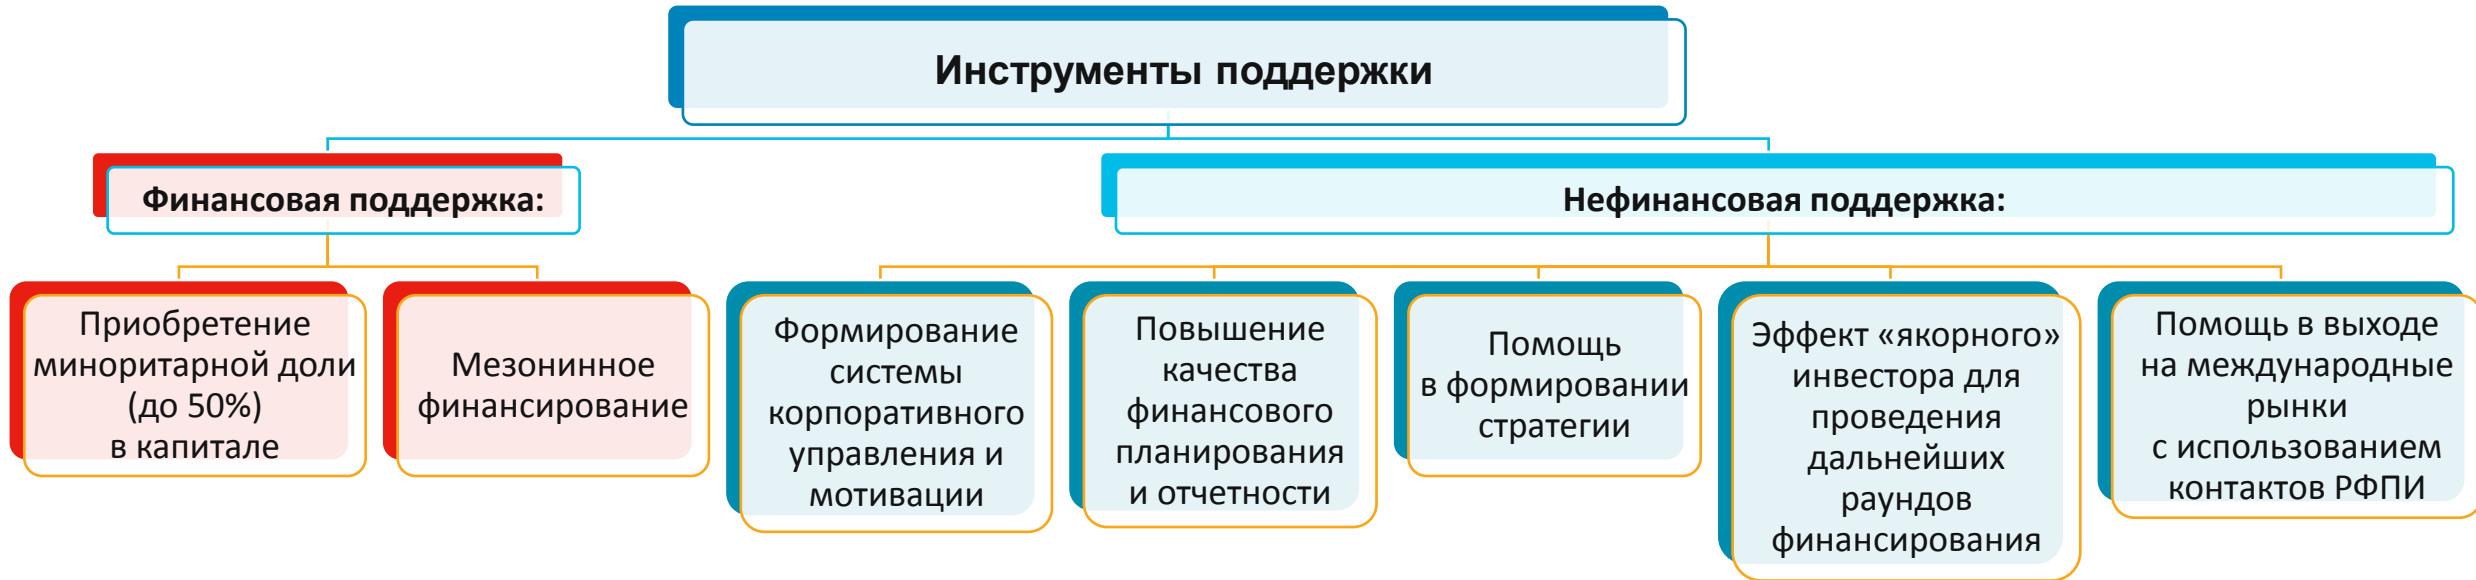 Инструменты поддержки
Финансовая поддержка:
Нефинансовая поддержка:
Приобретение
миноритарной доли
(до 50%)
в капитале
Мезонинное
финансирование
Формирование
системы
корпоративного
управления и
мотивации
Повышение
качества
финансового
планирования
и отчетности
Помощь
в формировании
стратегии
Эффект «якорного»
инвестора для
проведения
дальнейших
раундов
финансирования
Помощь в выходе
на международные
рынки
с использованием
контактов РФПИ